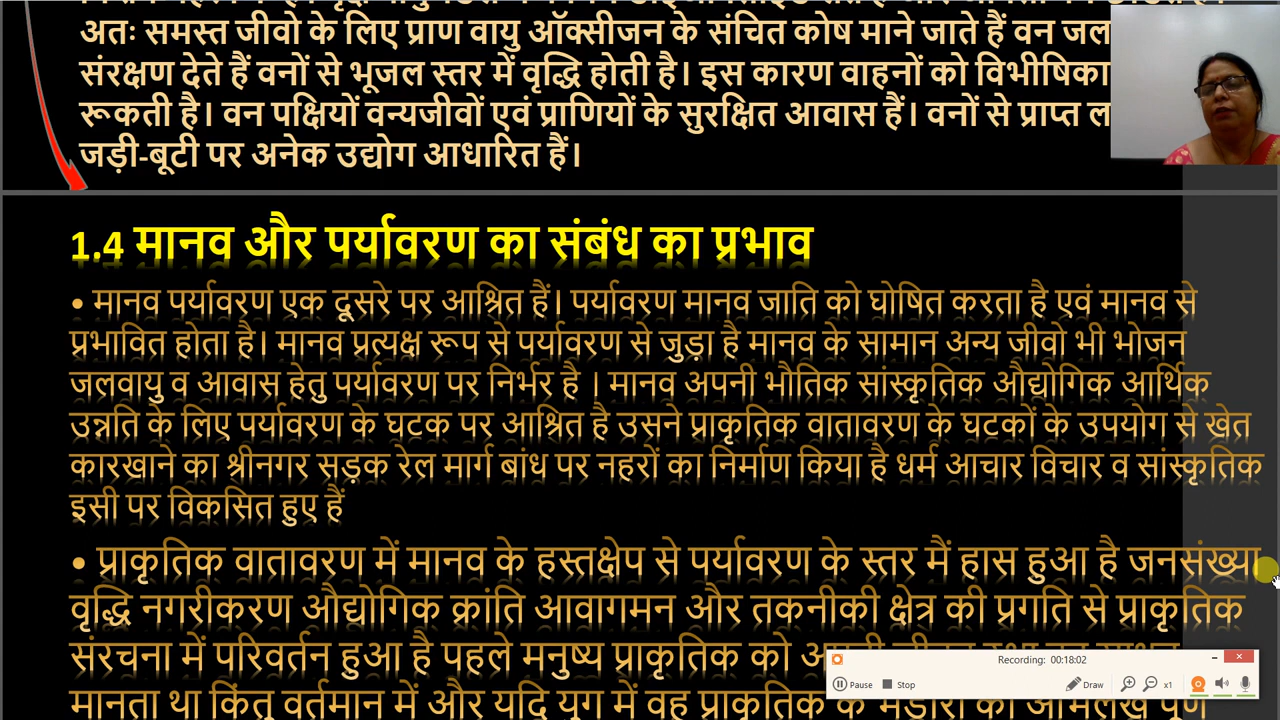 अतः समस्त जीवो के लिए प्राण वायु ऑक्सीजन के संचित कोष माने जाते हैं वन जल
संरक्षण देते हैं वनों से भूजल स्तर में वृद्धि होती है। इस कारण वाहनों को विभीषिका
रूकती है। वन पक्षियों वन्यजीवों एवं प्राणियों के सुरक्षित आवास हैं। वनों से प्राप्त
जड़ी-बूटी पर अनेक उद्योग आधारित हैं।
1.4 मानव और पर्यावरण का संबंध का प्रभाव
• मानव पर्यावरण एक दूसरे पर आश्रित हैं। पर्यावरण मानव जाति को घोषित करता है एवं मानव से
प्रभावित होता है। मानव प्रत्यक्ष रूप से पर्यावरण से जुड़ा है मानव के सामान अन्य जीवो भी भोजन
जलवायु व आवास हेतु पर्यावरण पर निर्भर है । मानव अपनी भौतिक सांस्कृतिक औद्योगिक आर्थिक
उन्नति के लिए पर्यावरण के घटक पर आश्रित है उसने प्राकृतिक वातावरण के घटकों के उपयोग से खेत
कारखाने का श्रीनगर सड़क रेल मार्ग बांध पर नहरों का निर्माण किया है धर्म आचार विचार व सांस्कृतिक
इसी पर विकसित हुए हैं
• प्राकृतिक वातावरण में मानव के हस्तक्षेप से पर्यावरण के स्तर में हास हुआ है जनसंख्या
वृद्धि नगरीकरण औद्योगिक क्रांति आवागमन और तकनीकी क्षेत्र की प्रगति से प्राकृतिक
संरचना में परिवर्तन हुआ है पहले मनुष्य प्राकृतिक को
मानता था किंतु वर्तमान में और यदि युग में वह प्राकृतिक के
Recording: 00:18:02
Pause Stop Draw x1